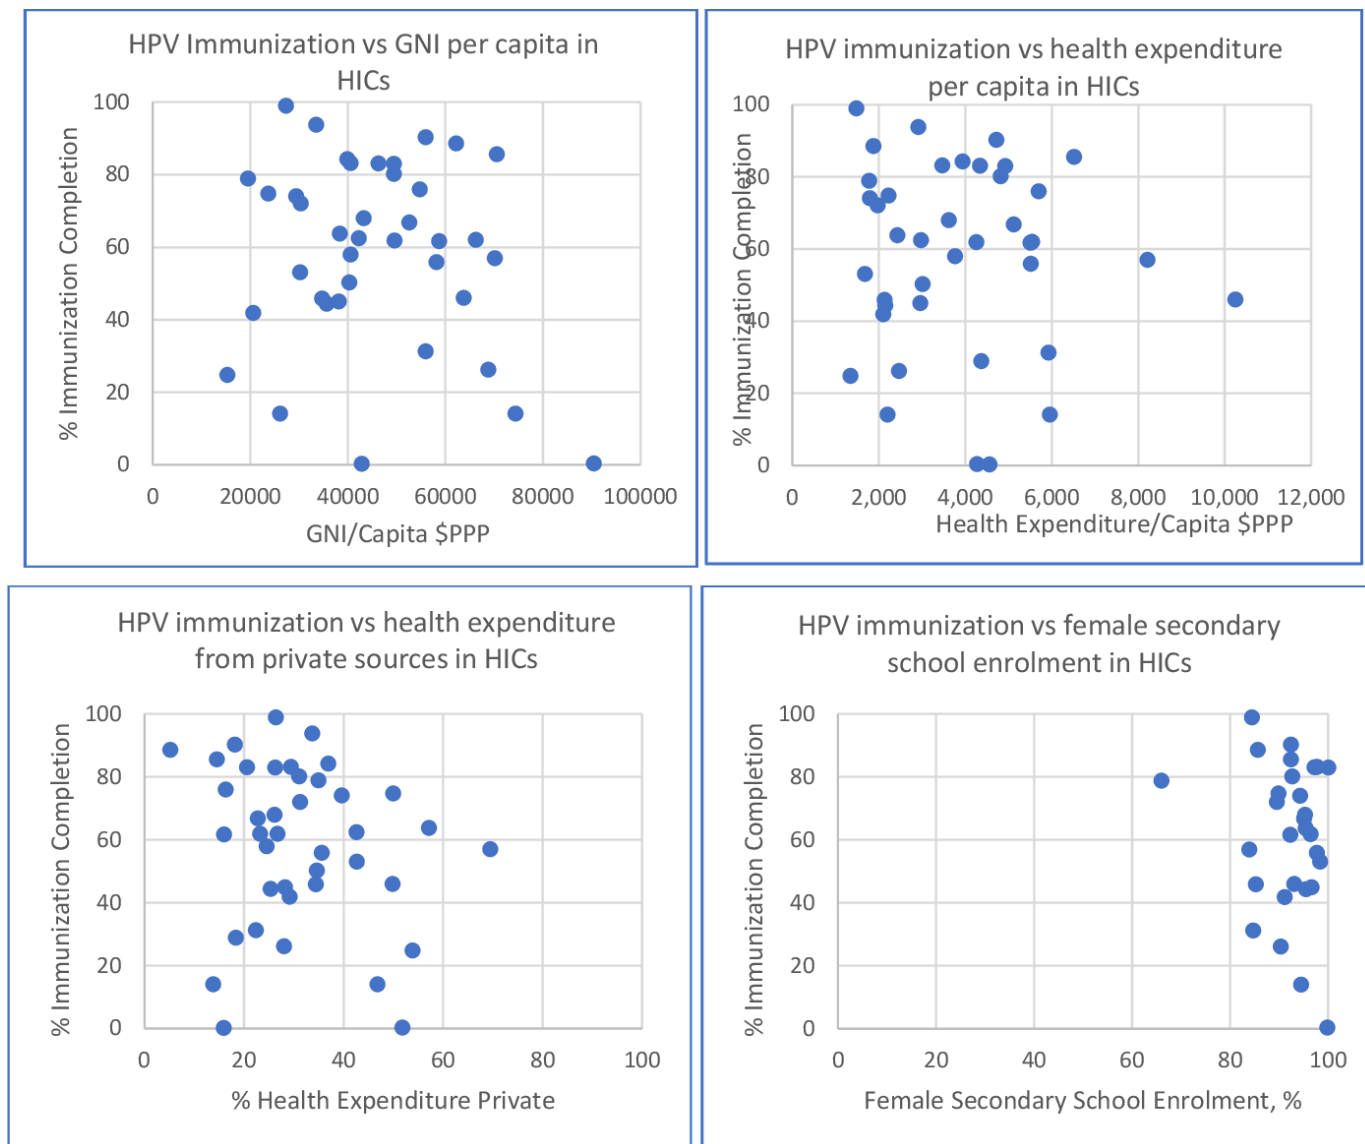 HPV Immunization vs GNI per capita in
HICs
% Immunization Completion
100
80
60
40
20
0
0 20000 40000 60000 80000 100000
GNI/Capita $PPP
HPV immunization vs health expenditure
per capita in HICs
% Immunization Completion
100
80
60
40
20
0
0 2,000 4,000 6,000 8,000 10,000 12,000
Health Expenditure/Capita $PPP
HPV immunization vs health expenditure
from private sources in HICs
% Immunization Completion
100
80
60
40
20
0
0 20 40 60 80 100
% Health Expenditure Private
HPV immunization vs female secondary
school enrolment in HICs
% Immunization Completion
100
80
60
40
20
0
0 20 40 60 80 100
Female Secondary School Enrolment, %